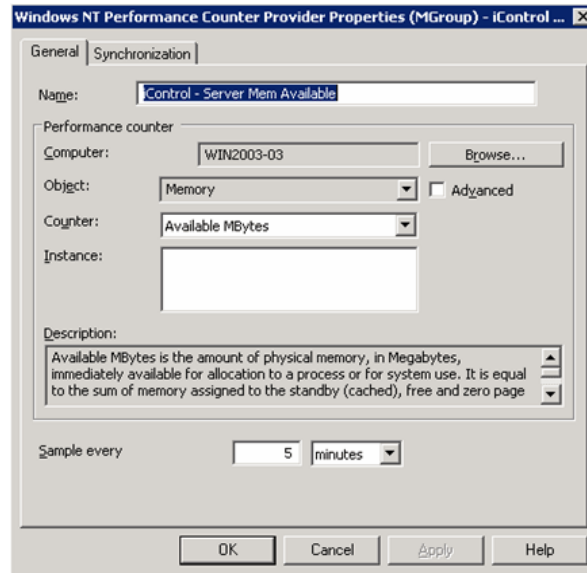 Windows NT Performance Counter Provider Properties (MGroup) - iControl ...
General Synchronization
Name: iControl - Server Mem Available
Performance counter
Computer: WIN2003-03 Browse...
Object: Memory Advanced
Counter: Available MBytes
Instance:
Description:
Available MBytes is the amount of physical memory, in Megabytes,
immediately available for allocation to a process or for system use. It is equal
to the sum of memory assigned to the standby (cached), free and zero page
Sample every 5 minutes
OK Cancel Apply Help